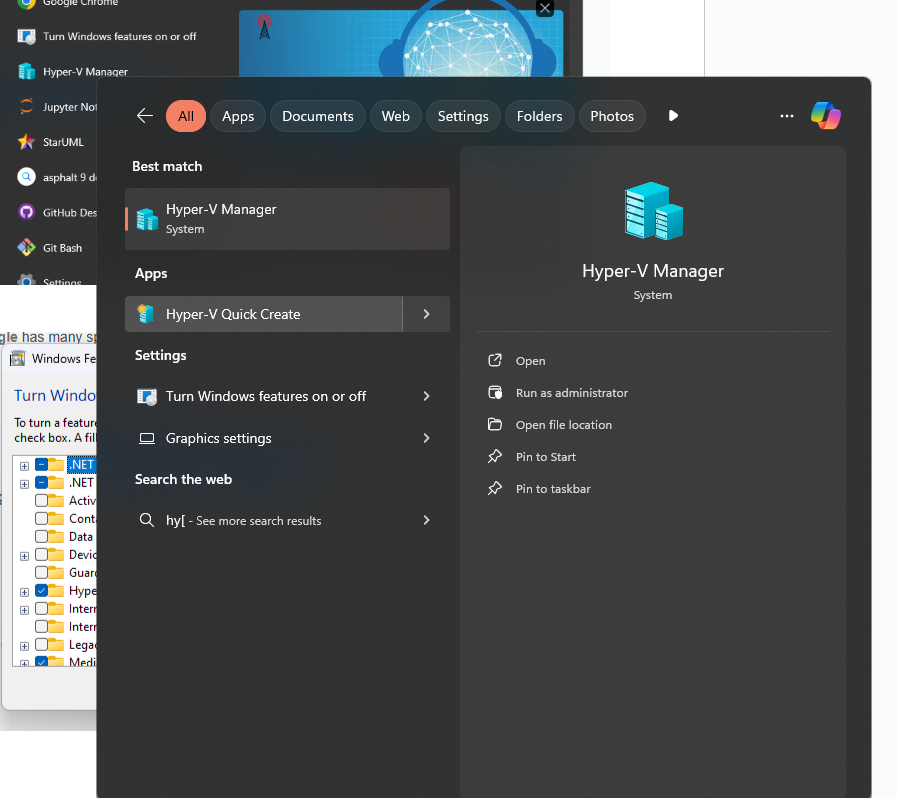 Google Chrome
Turn Windows features on or off
Hyper-V Manager
Jupyter Not
StarUML
asphalt 9 de
GitHub Des
Git Bash
Settings
gle has many sp
Windows Fe
Turn Windo
To turn a feature
check box. A fil
.NET
.NET
Activ
Conta
Data
Devic
Guar
Hype
Intern
Intern
Legac
Medi
All
Apps
Documents
Web
Settings
Folders
Photos
Best match
Hyper-V Manager
System
Apps
Hyper-V Quick Create
Settings
Turn Windows features on or off
Graphics settings
Search the web
hy[ - See more search results
Hyper-V Manager
System
Open
Run as administrator
Open file location
Pin to Start
Pin to taskbar